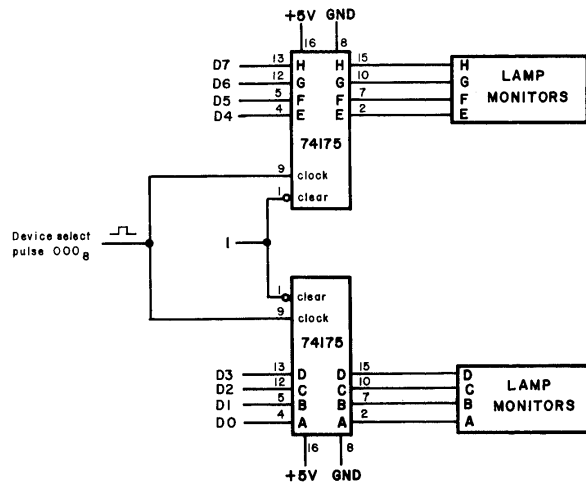 +5V GND
16 8
D7 13 H H 15 H
D6 12 G G 10 G
D5 5 F F 7 F
D4 4 E E 2 E
LAMP
MONITORS
74175
9 clock
1 clear
Device select
pulse 000₈
1
1 clear
9 clock
74175
D3 13 D D 15 D
D2 12 C C 10 C
D1 5 B B 7 B
D0 4 A A 2 A
LAMP
MONITORS
16 8
+5V GND